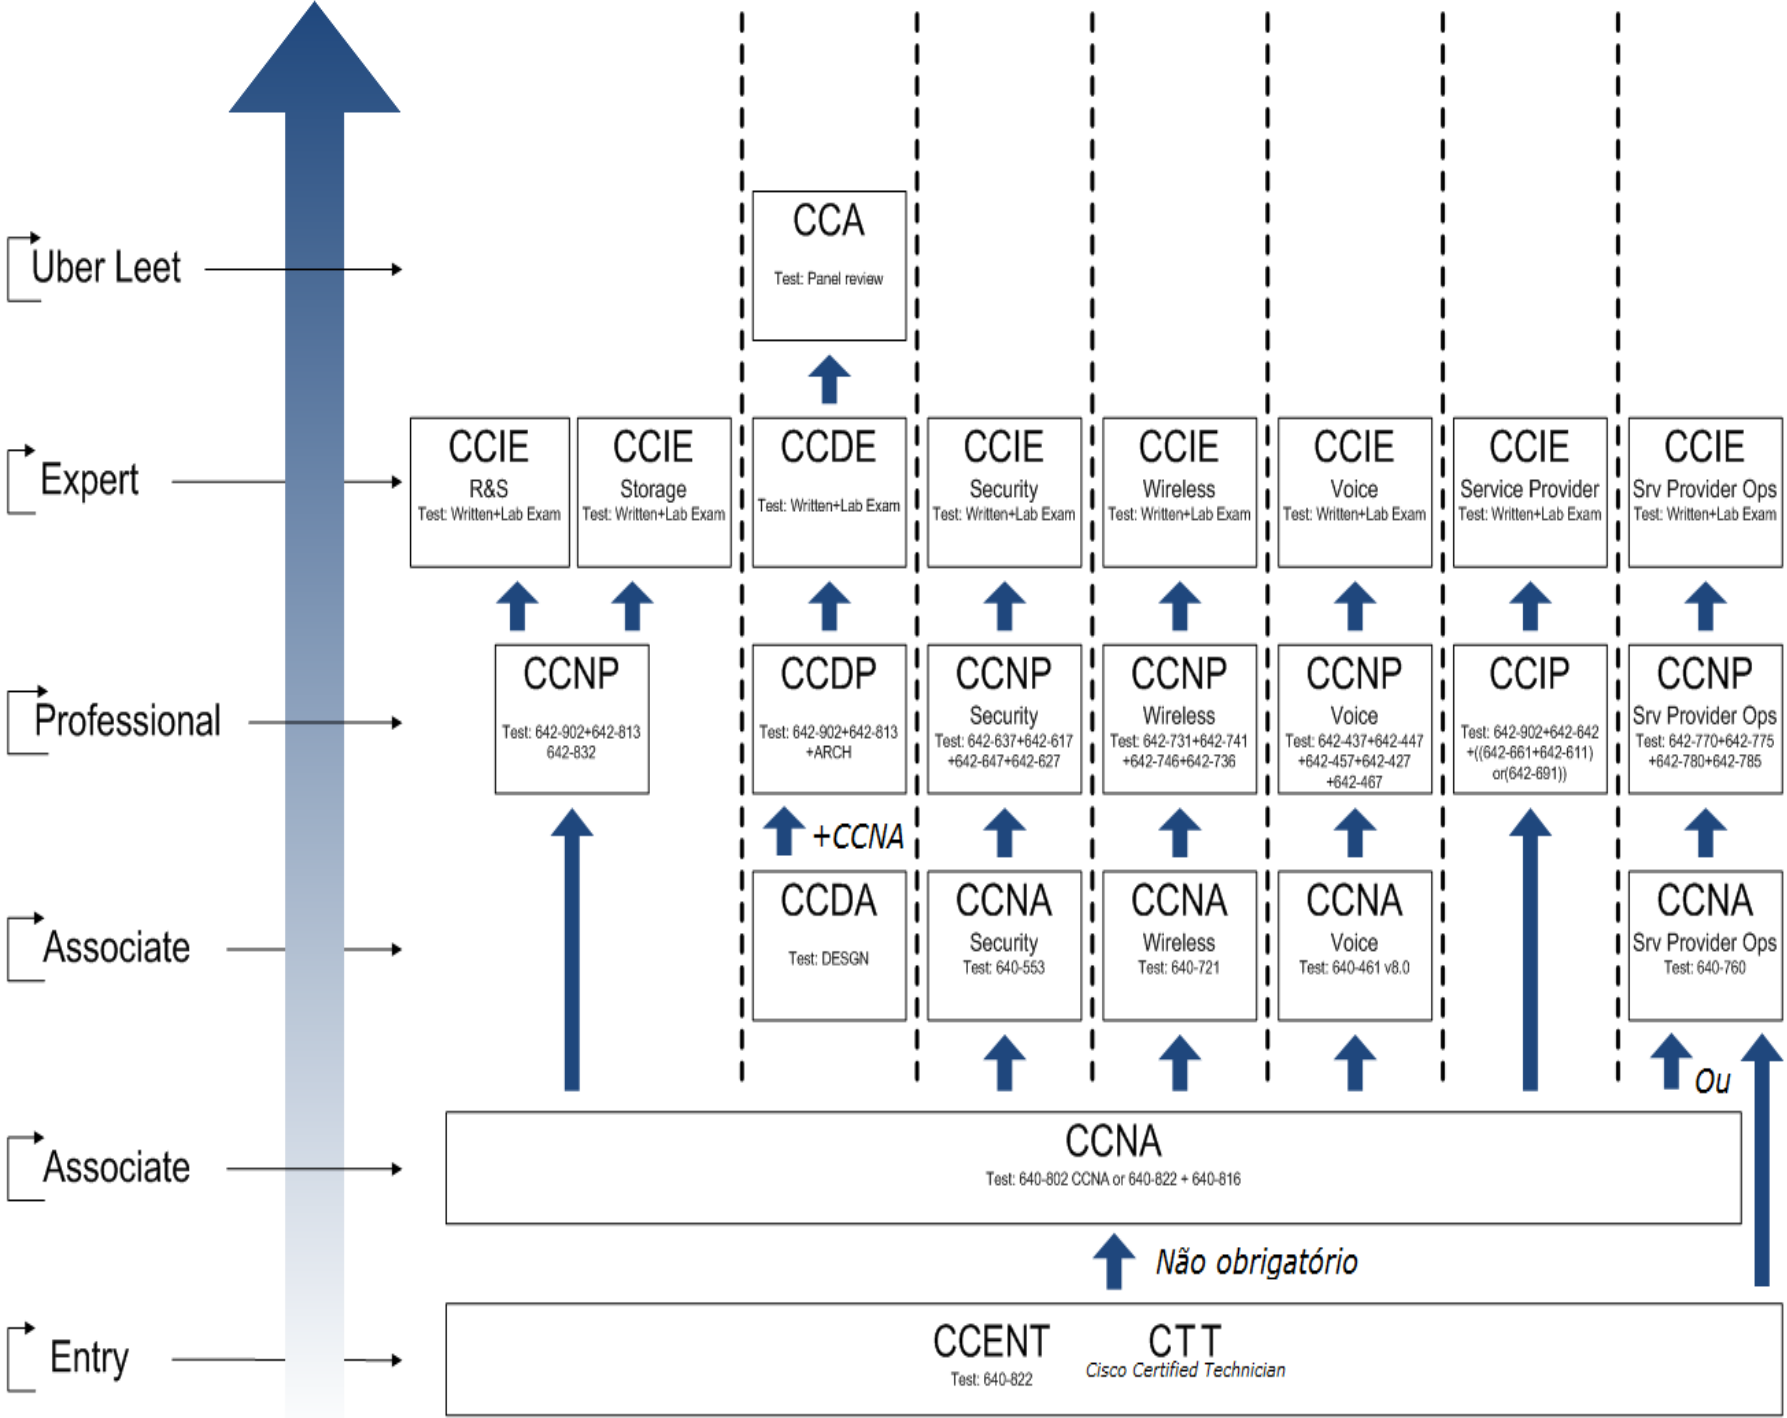 CCA
Test: Panel review
Uber Leet
CCIE
R&S
Test: Written+Lab Exam
CCIE
Storage
Test: Written+Lab Exam
CCDE
Test: Written+Lab Exam
CCIE
Security
Test: Written+Lab Exam
CCIE
Wireless
Test: Written+Lab Exam
CCIE
Voice
Test: Written+Lab Exam
CCIE
Service Provider
Test: Written+Lab Exam
CCIE
Srv Provider Ops
Test: Written+Lab Exam
Expert
CCNP
Test: 642-902+642-813
642-832
CCDP
Test: 642-902+642-813
+ARCH
CCNP
Security
Test: 642-637+642-617
+642-647+642-627
CCNP
Wireless
Test: 642-731+642-741
+642-746+642-736
CCNP
Voice
Test: 642-437+642-447
+642-457+642-427
+642-467
CCIP
Test: 642-902+642-642
+((642-661+642-611)
or(642-691))
CCNP
Srv Provider Ops
Test: 642-770+642-775
+642-780+642-785
Professional
+CCNA
CCDA
Test: DESGN
CCNA
Security
Test: 640-553
CCNA
Wireless
Test: 640-721
CCNA
Voice
Test: 640-461 v8.0
CCNA
Srv Provider Ops
Test: 640-760
Associate
Ou
CCNA
Test: 640-802 CCNA or 640-822 + 640-816
Associate
Não obrigatório
CCENT
Test: 640-822
CTT
Cisco Certified Technician
Entry